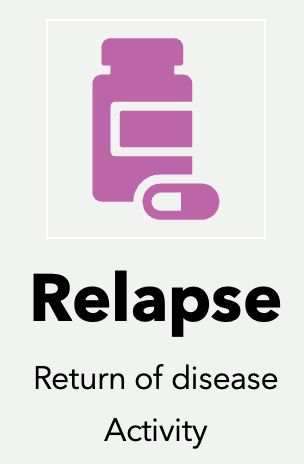 Relapse
Return of disease
Activity